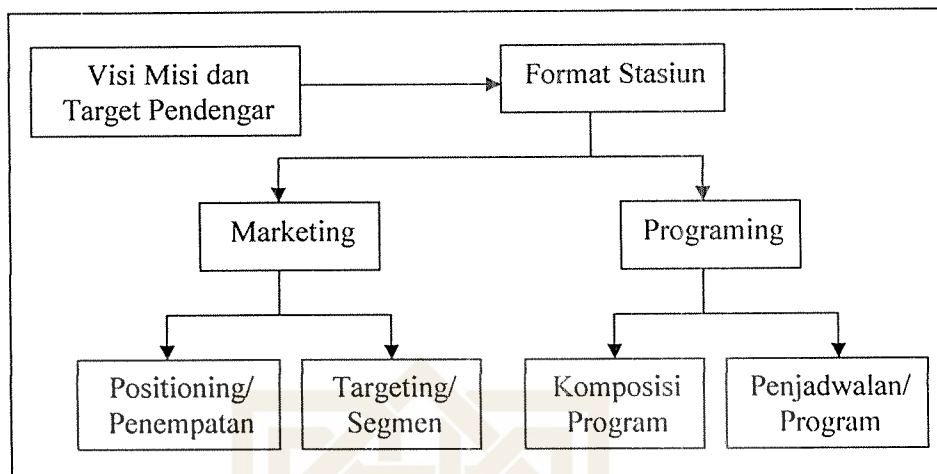 Visi Misi dan
Target Pendengar
Format Stasiun
Marketing
Programing
Positioning/
Penempatan
Targeting/
Segmen
Komposisi
Program
Penjadwalan/
Program